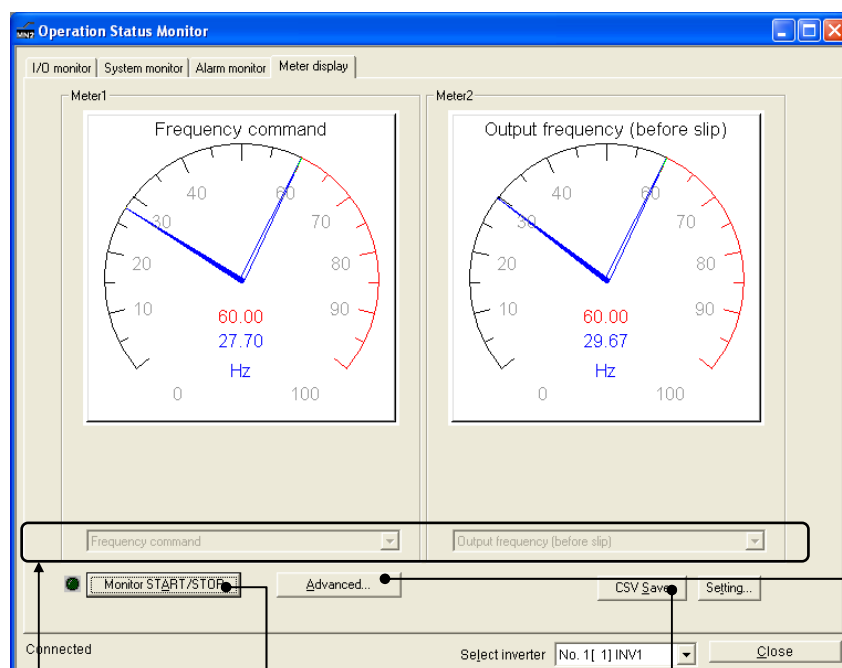 MNT Operation Status Monitor
I/O monitor System monitor Alarm monitor Meter display
Meter1
Frequency command
0 10 20 30 40 60 70 80 90 100
60.00
27.70
Hz
Frequency command
Meter2
Output frequency (before slip)
0 10 20 30 40 60 70 80 90 100
60.00
29.67
Hz
Output frequency (before slip)
Monitor START/STOP Advanced... CSV Save Setting...
Connected Select inverter No. 1[ 1] INV1 Close